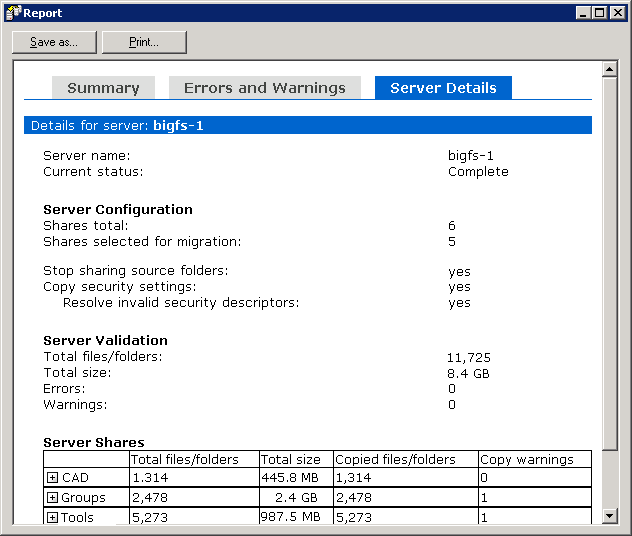 Report
Save as... Print...
Summary Errors and Warnings Server Details
Details for server: bigfs-1
Server name: bigfs-1
Current status: Complete
Server Configuration
Shares total: 6
Shares selected for migration: 5
Stop sharing source folders: yes
Copy security settings: yes
Resolve invalid security descriptors: yes
Server Validation
Total files/folders: 11,725
Total size: 8.4 GB
Errors: 0
Warnings: 0
Server Shares
Total files/folders Total size Copied files/folders Copy warnings
CAD 1.314 445.8 MB 1,314 0
Groups 2,478 2.4 GB 2,478 1
Tools 5,273 987.5 MB 5,273 1